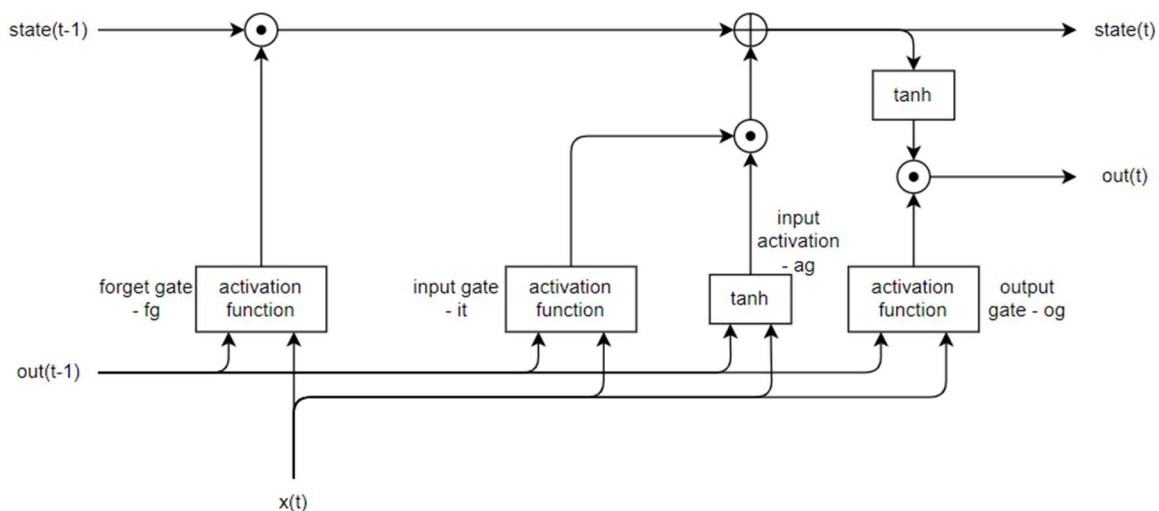 state(t-1)
state(t)
tanh
out(t)
input
activation
- ag
forget gate
- fg
activation
function
input gate
- it
activation
function
tanh
activation
function
output
gate - og
out(t-1)
x(t)